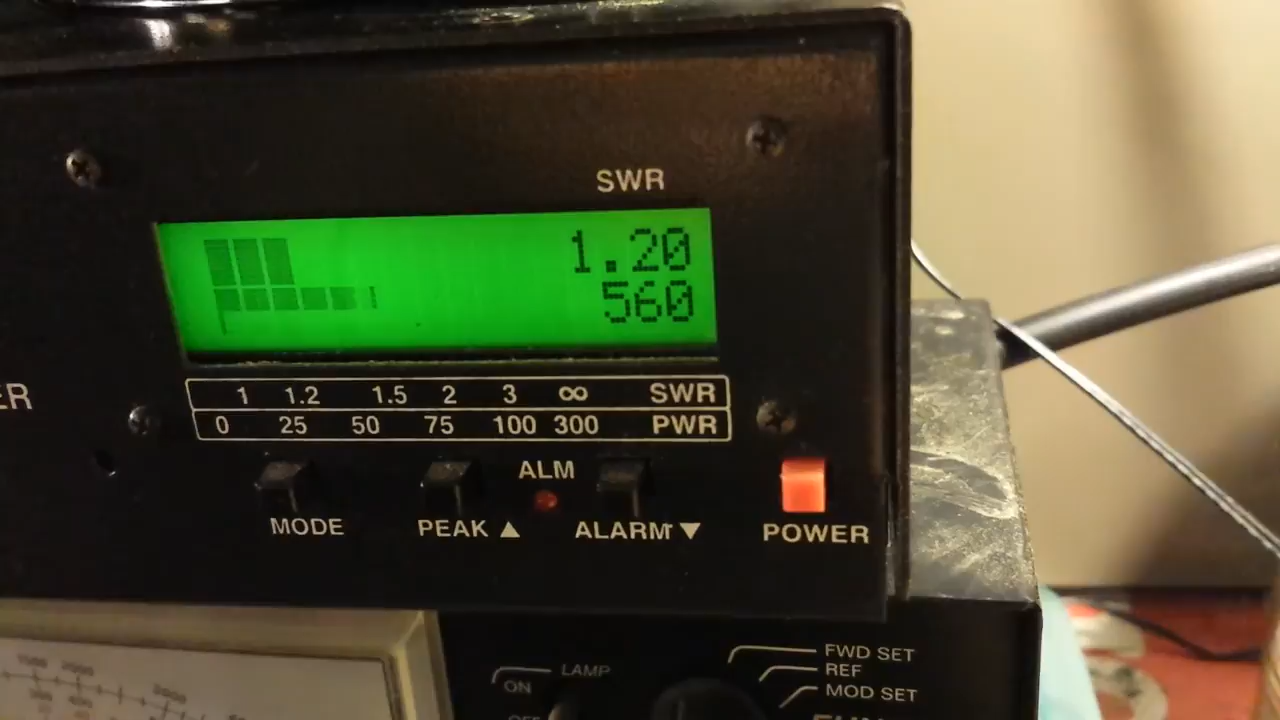 SWR
1.20
560
ER
1 1.2 1.5 2 3 ∞ SWR
0 25 50 75 100 300 PWR
ALM
MODE PEAK ▲ ALARM ▼ POWER
LAMP
ON
FWD SET
REF
MOD SET